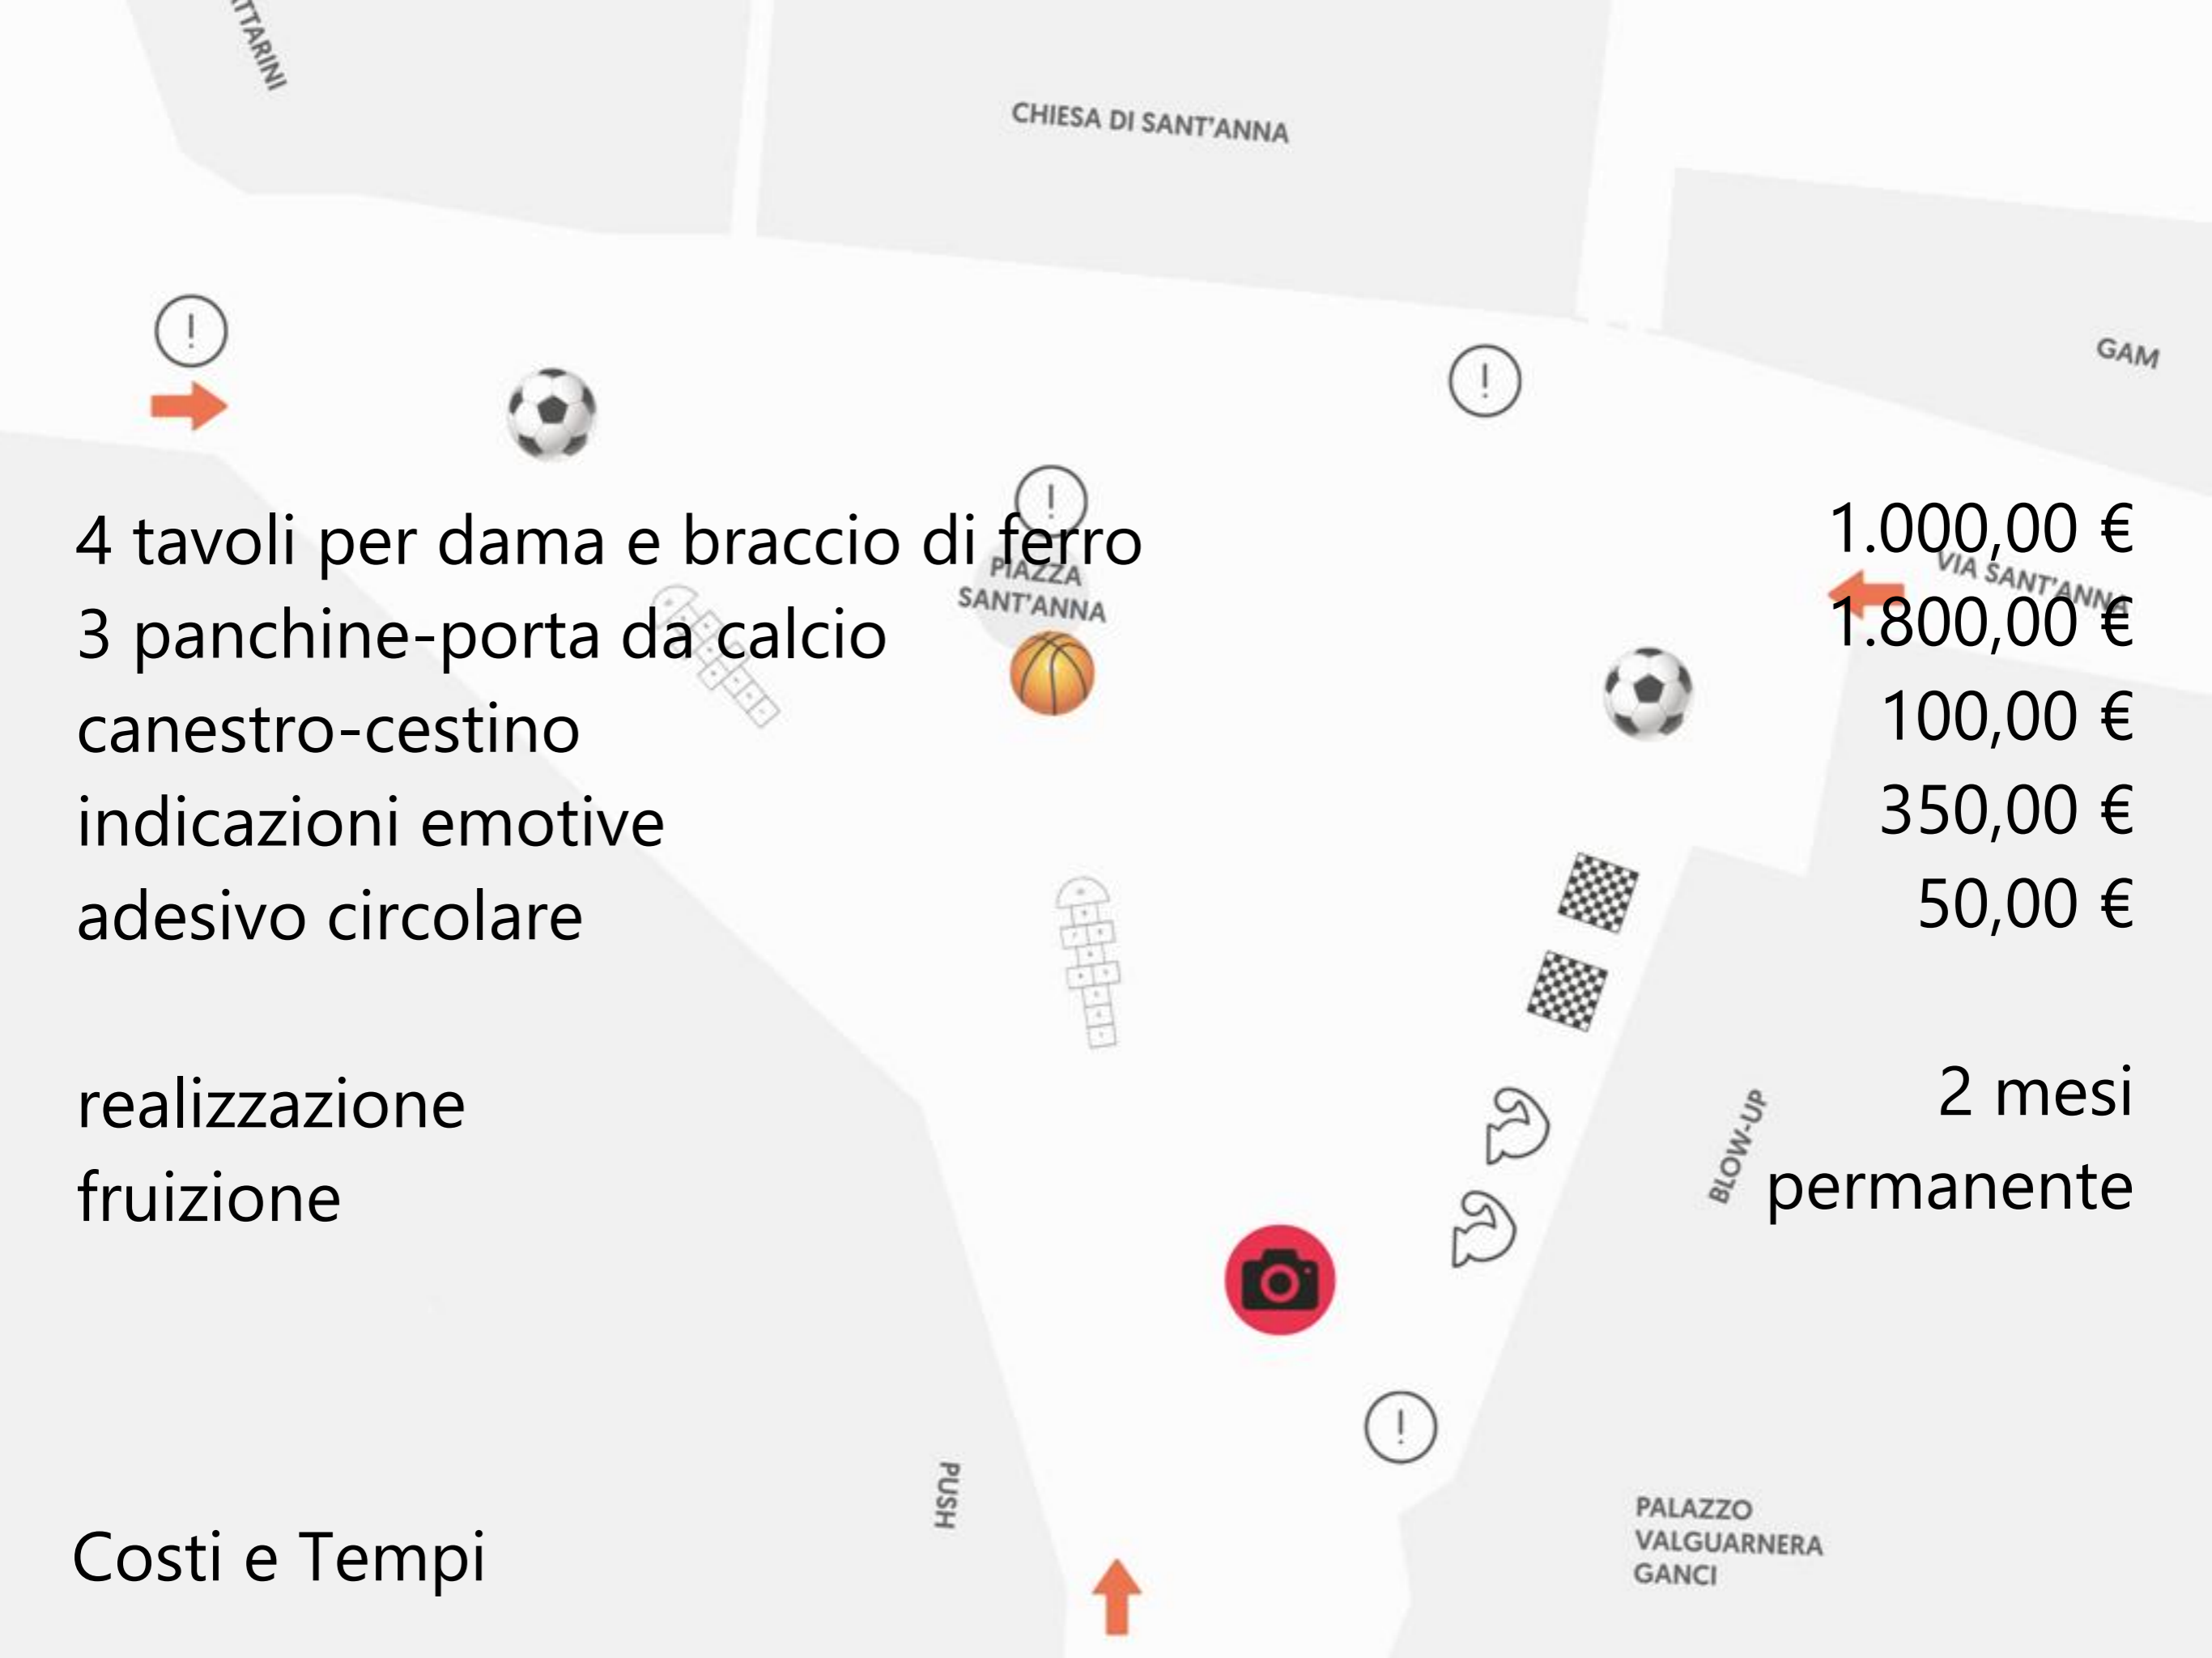 CHIESA DI SANT'ANNA
GAM
4 tavoli per dama e braccio di ferro 1.000,00 €
PIAZZA
SANT'ANNA
VIA SANT'ANNA
3 panchine-porta da calcio 1.800,00 €
canestro-cestino 100,00 €
indicazioni emotive 350,00 €
adesivo circolare 50,00 €
realizzazione 2 mesi
BLOW-UP
fruizione permanente
PUSH
PALAZZO
VALGUARNERA
GANCI
Costi e Tempi